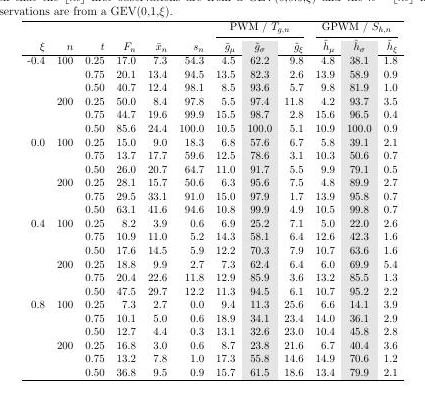 observations are from a GEV(0,1,ξ).
PWM / T_{g,n} GPWM / S_{h,n}
ξ n t F_n x̄_n s_n ḡ_μ ḡ_σ ḡ_ξ h̄_μ h̄_σ h̄_ξ
-0.4 100 0.25 17.0 7.3 54.3 4.5 62.2 9.8 4.8 38.1 1.8
0.75 20.1 13.4 94.5 13.5 82.3 2.6 13.9 58.9 0.9
0.50 40.7 12.4 98.1 8.5 93.6 5.7 9.8 81.9 1.0
200 0.25 50.0 8.4 97.8 5.5 97.4 11.8 4.2 93.7 3.5
0.75 44.7 19.6 99.9 15.5 98.7 2.8 15.6 96.5 0.4
0.50 85.6 24.4 100.0 10.5 100.0 5.1 10.9 100.0 0.9
0.0 100 0.25 15.0 9.0 18.3 6.8 57.6 6.7 5.8 39.1 2.1
0.75 13.7 17.7 59.6 12.5 78.6 3.1 10.3 50.6 0.7
0.50 26.0 20.7 64.7 11.0 91.7 5.5 9.9 79.1 0.5
200 0.25 28.1 15.7 50.6 6.3 95.6 7.5 4.8 89.9 2.7
0.75 29.5 33.1 91.0 15.0 97.9 1.7 13.9 95.8 0.7
0.50 63.1 41.6 94.6 10.8 99.9 4.9 10.5 99.8 0.7
0.4 100 0.25 8.2 3.9 0.6 6.9 25.2 7.1 5.0 22.0 2.6
0.75 10.9 11.0 5.2 14.3 58.1 6.4 12.6 42.3 1.6
0.50 17.6 14.5 5.9 12.2 70.3 7.9 10.7 63.6 1.6
200 0.25 18.8 9.9 2.7 7.3 62.4 6.4 6.0 69.9 5.4
0.75 20.4 22.6 11.8 12.9 85.9 3.6 13.2 85.5 1.3
0.50 47.5 29.7 12.2 11.3 94.5 6.1 10.7 95.2 2.2
0.8 100 0.25 7.3 2.7 0.0 9.4 11.3 25.6 6.6 14.1 3.9
0.75 10.1 5.0 0.6 18.9 34.1 23.4 14.0 36.1 2.9
0.50 12.7 4.4 0.3 13.1 32.6 23.0 10.4 45.8 2.8
200 0.25 16.8 3.0 0.6 8.7 23.8 21.6 6.7 40.4 3.6
0.75 13.2 7.8 1.0 17.3 55.8 14.6 14.9 70.6 1.2
0.50 36.8 9.5 0.9 15.7 61.5 18.6 13.4 79.9 2.1